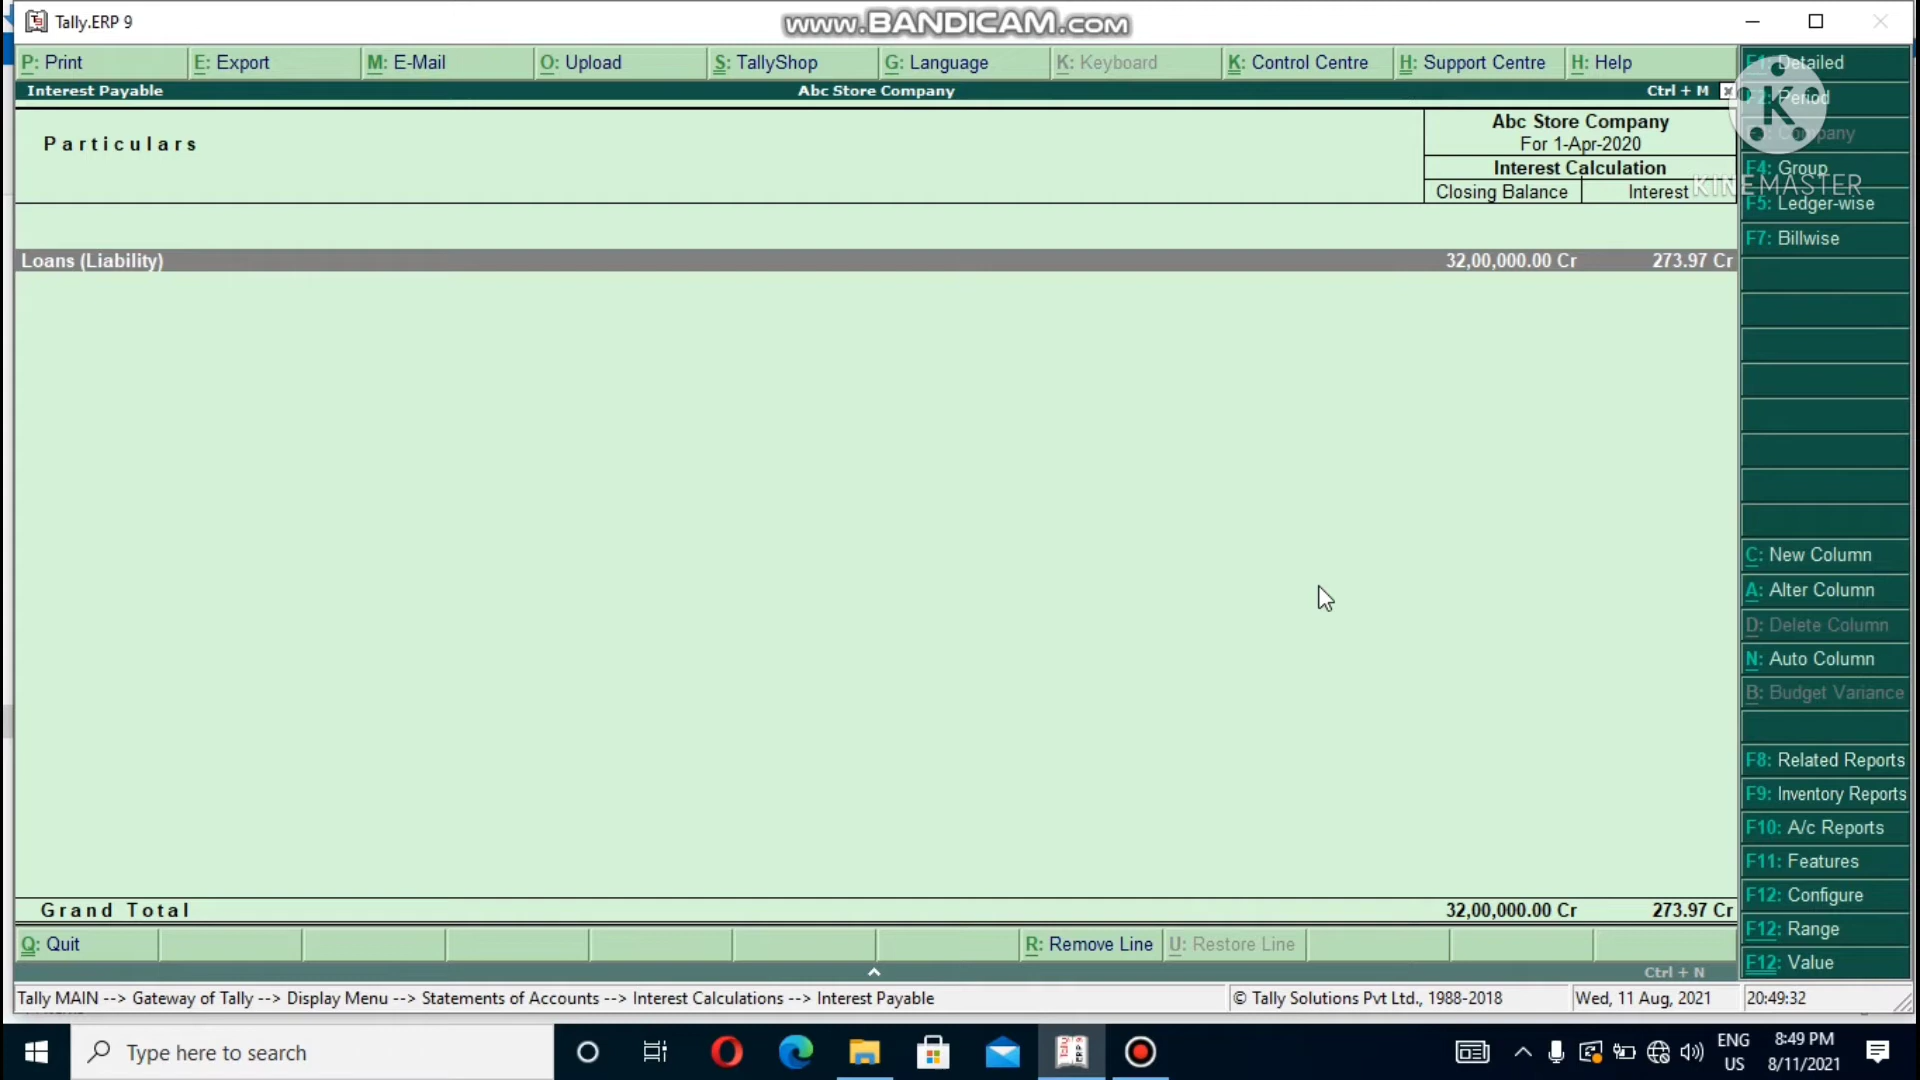 Tally.ERP 9
www.BANDICAM.com
P: Print
E: Export
M: E-Mail
O: Upload
S: TallyShop
G: Language
K: Keyboard
K: Control Centre
H: Support Centre
H: Help
Interest Payable
Abc Store Company
Ctrl + M
Particulars
Abc Store Company
For 1-Apr-2020
Interest Calculation
Closing Balance
Interest
Loans (Liability)
32,00,000.00 Cr
273.97 Cr
Grand Total
32,00,000.00 Cr
273.97 Cr
F1: Detailed
F2: Period
F3: Company
K
KINEMASTER
F4: Group
F5: Ledger-wise
F7: Billwise
C: New Column
A: Alter Column
D: Delete Column
N: Auto Column
B: Budget Variance
F8: Related Reports
F9: Inventory Reports
F10: A/c Reports
F11: Features
F12: Configure
F12: Range
F12: Value
Q: Quit
R: Remove Line
U: Restore Line
Ctrl + N
Tally MAIN --> Gateway of Tally --> Display Menu --> Statements of Accounts --> Interest Calculations --> Interest Payable
© Tally Solutions Pvt Ltd., 1988-2018
Wed, 11 Aug, 2021
20:49:32
Type here to search
ENG
US
8:49 PM
8/11/2021